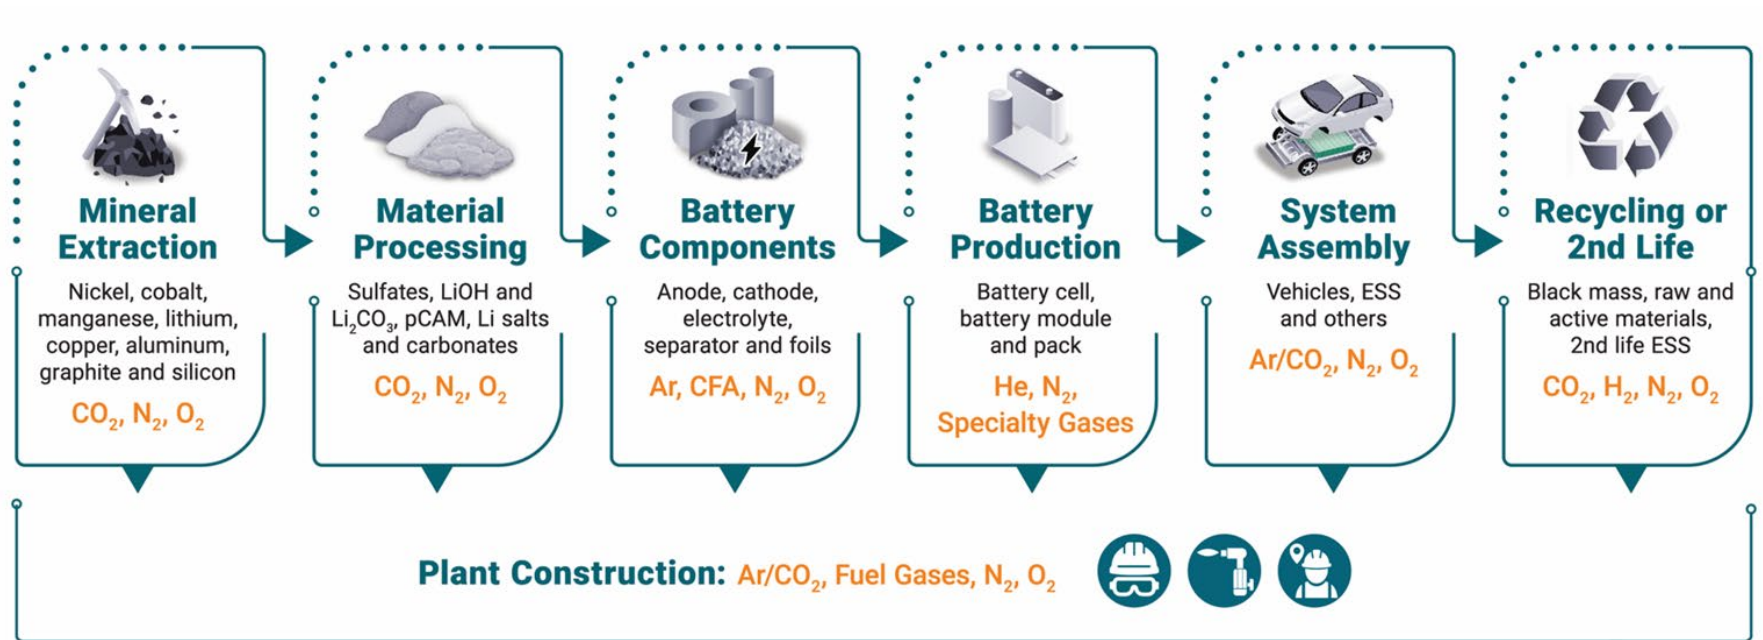 Mineral
Extraction
Nickel, cobalt,
manganese, lithium,
copper, aluminum,
graphite and silicon
CO₂, N₂, O₂
Material
Processing
Sulfates, LiOH and
Li₂CO₃, pCAM, Li salts
and carbonates
CO₂, N₂, O₂
Battery
Components
Anode, cathode,
electrolyte,
separator and foils
Ar, CFA, N₂, O₂
Battery
Production
Battery cell,
battery module
and pack
He, N₂,
Specialty Gases
System
Assembly
Vehicles, ESS
and others
Ar/CO₂, N₂, O₂
Recycling or
2nd Life
Black mass, raw and
active materials,
2nd life ESS
CO₂, H₂, N₂, O₂
Plant Construction: Ar/CO₂, Fuel Gases, N₂, O₂